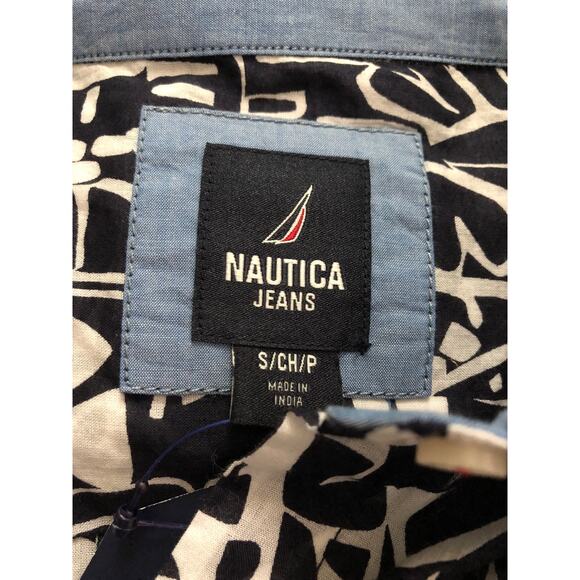 NAUTICA
JEANS
S/CH/P
MADE IN
INDIA